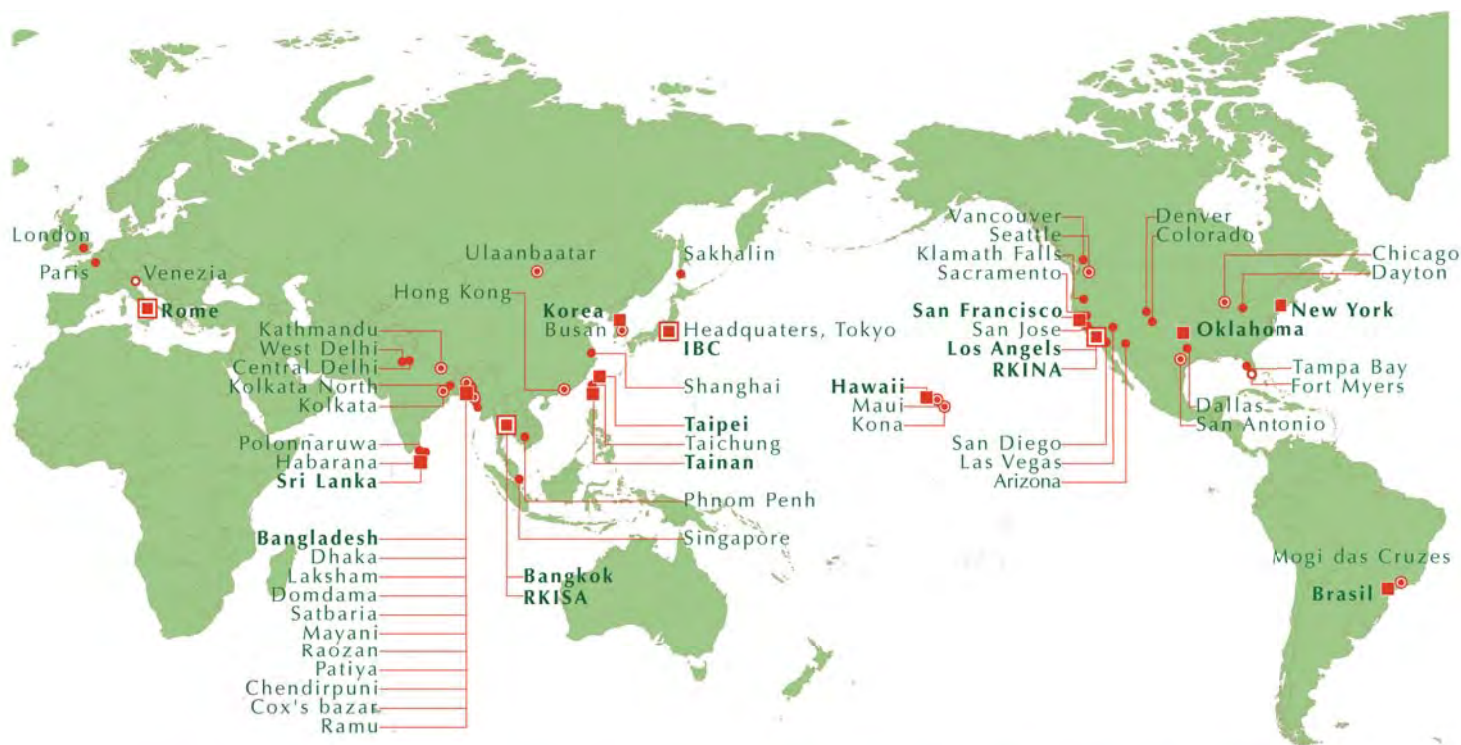 London
Paris
Venezia
Rome
Ulaanbaatar
Hong Kong
Sakhalin
Korea
Busan
Headquaters, Tokyo
IBC
Kathmandu
West Delhi
Central Delhi
Kolkata North
Kolkata
Shanghai
Polonnaruwa
Habarana
Sri Lanka
Taipei
Taichung
Tainan
Phnom Penh
Singapore
Bangladesh
Dhaka
Laksham
Domdama
Satbaria
Mayani
Raozan
Patiya
Chendirpuni
Cox's bazar
Ramu
Bangkok
RKISA
Vancouver
Seattle
Klamath Falls
Sacramento
San Francisco
San Jose
Los Angels
RKINA
Hawaii
Maui
Kona
San Diego
Las Vegas
Arizona
Denver
Colorado
Chicago
Dayton
New York
Oklahoma
Tampa Bay
Fort Myers
Dallas
San Antonio
Mogi das Cruzes
Brasil